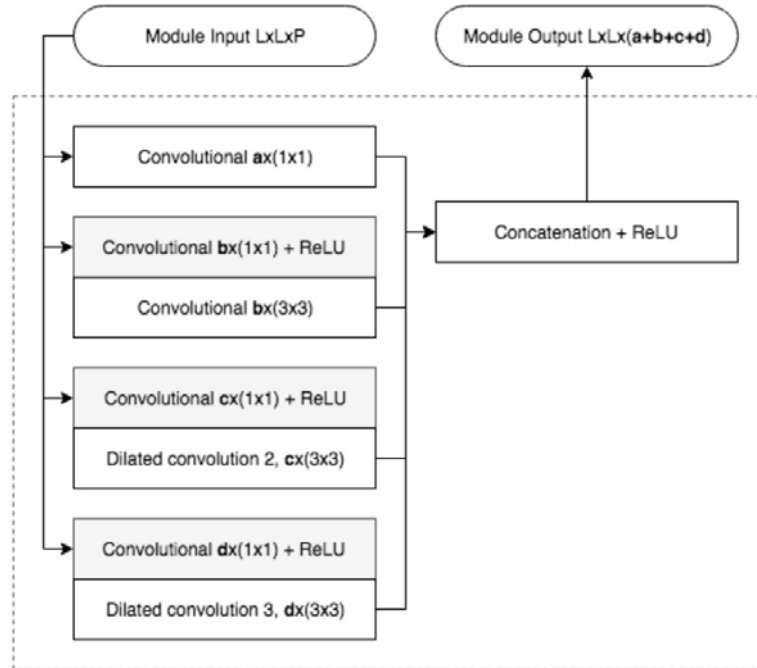 Module Input LxLxP
Module Output LxLx(a+b+c+d)
Convolutional ax(1x1)
Convolutional bx(1x1) + ReLU
Convolutional bx(3x3)
Concatenation + ReLU
Convolutional cx(1x1) + ReLU
Dilated convolution 2, cx(3x3)
Convolutional dx(1x1) + ReLU
Dilated convolution 3, dx(3x3)